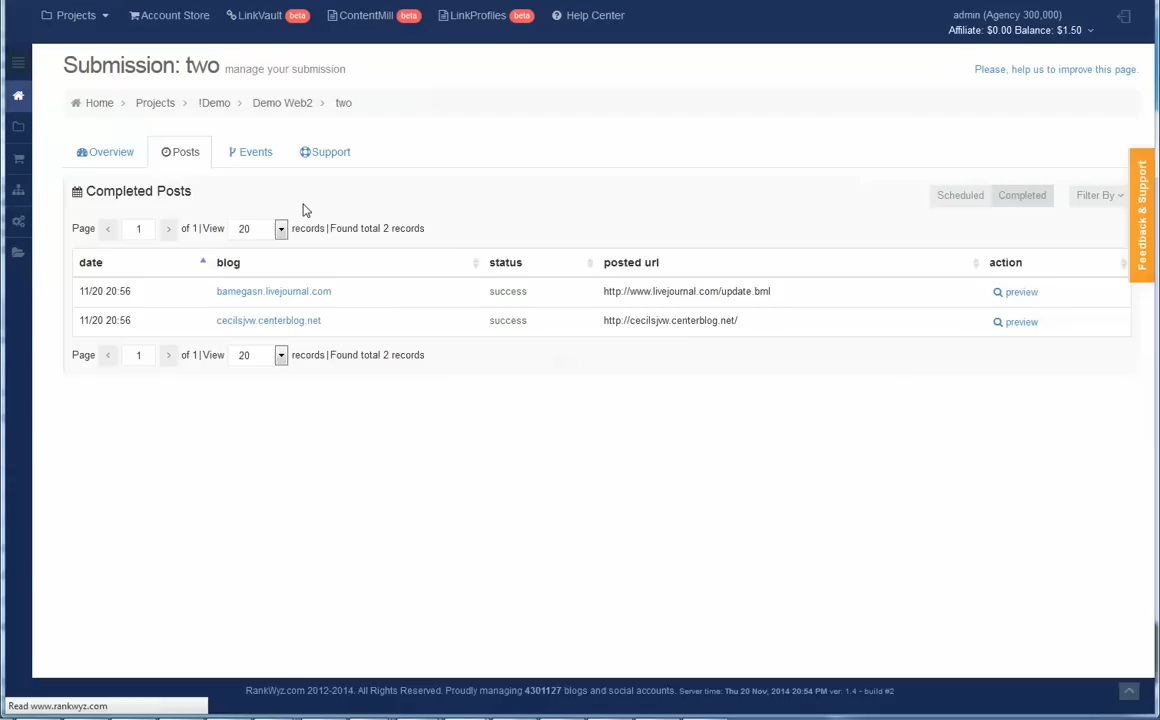 Projects Account Store LinkVault beta ContentMill beta LinkProfiles beta Help Center admin (Agency 300,000)
Affiliate: $0.00 Balance: $1.50
Submission: two manage your submission
Please, help us to improve this page.
Home > Projects > !Demo > Demo Web2 > two
Overview Posts Events Support
Completed Posts
Scheduled Completed Filter By
Page < 1 > of 1 | View 20 records | Found total 2 records
date blog status posted url action
11/20 20:56 bamegasn.livejournal.com success http://www.livejournal.com/update.bml preview
11/20 20:56 cecilsjvw.centerblog.net success http://cecilsjvw.centerblog.net/ preview
Page < 1 > of 1 | View 20 records | Found total 2 records
Feedback & Support
RankWyz.com 2012-2014. All Rights Reserved. Proudly managing 4301127 blogs and social accounts. Server time: Thu 20 Nov, 2014 20:54 PM ver: 1.4 - build #2
Read www.rankwyz.com